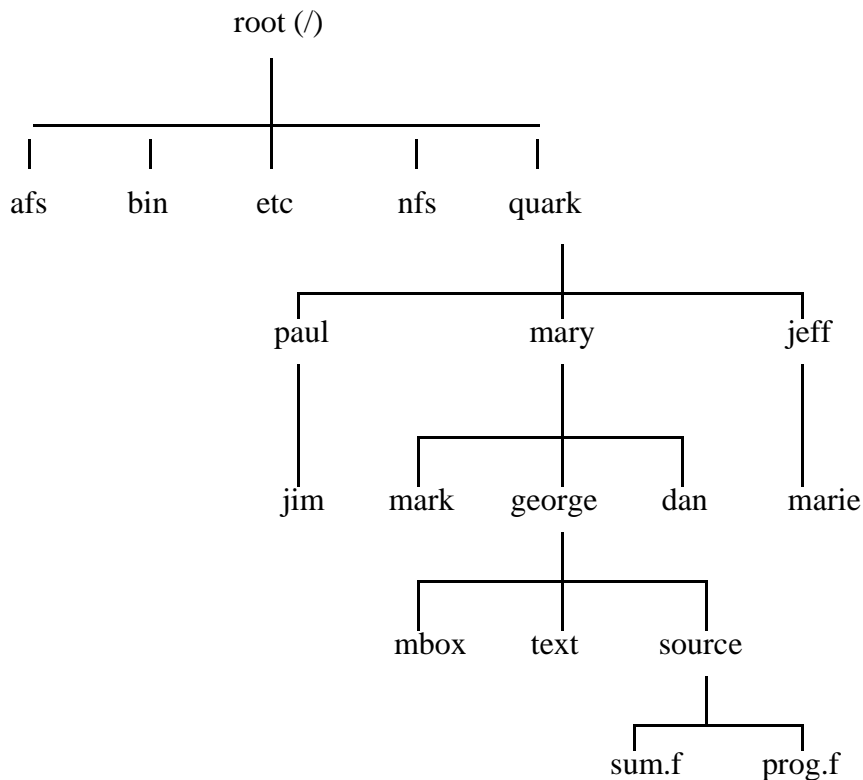 root (/)
afs bin etc nfs quark
paul mary jeff
jim mark george dan marie
mbox text source
sum.f prog.f